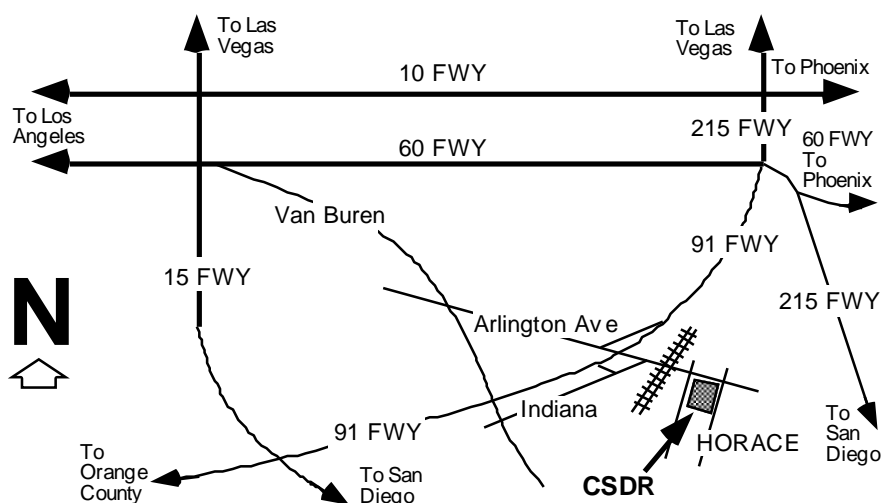 To Las
Vegas
To Las
Vegas
10 FWY
To Phoenix
To Los
Angeles
215 FWY
60 FWY
60 FWY
To
Phoenix
Van Buren
91 FWY
N
15 FWY
215 FWY
Arlington Ave
Indiana
To
San
Diego
91 FWY
HORACE
To
Orange
County
To San
Diego
CSDR